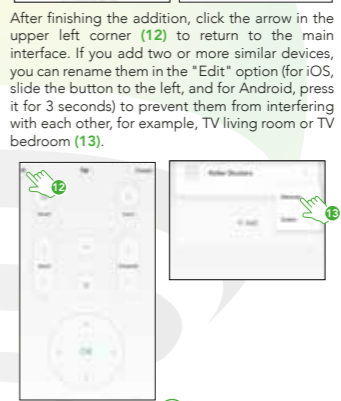 After finishing the addition, click the arrow in the
upper left corner (12) to return to the main
interface. If you add two or more similar devices,
you can rename them in the "Edit" option (for iOS,
slide the button to the left, and for Android, press
it for 3 seconds) to prevent them from interfering
with each other, for example, TV living room or TV
bedroom (13).
12
13
OK